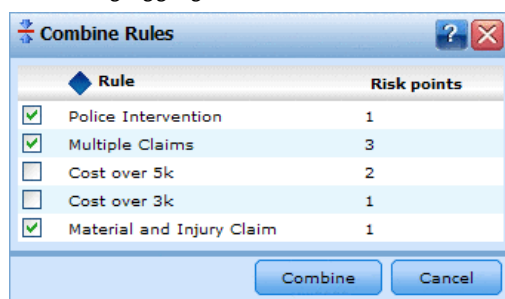 Combine Rules ?
Rule Risk points
Police Intervention 1
Multiple Claims 3
Cost over 5k 2
Cost over 3k 1
Material and Injury Claim 1
Combine Cancel